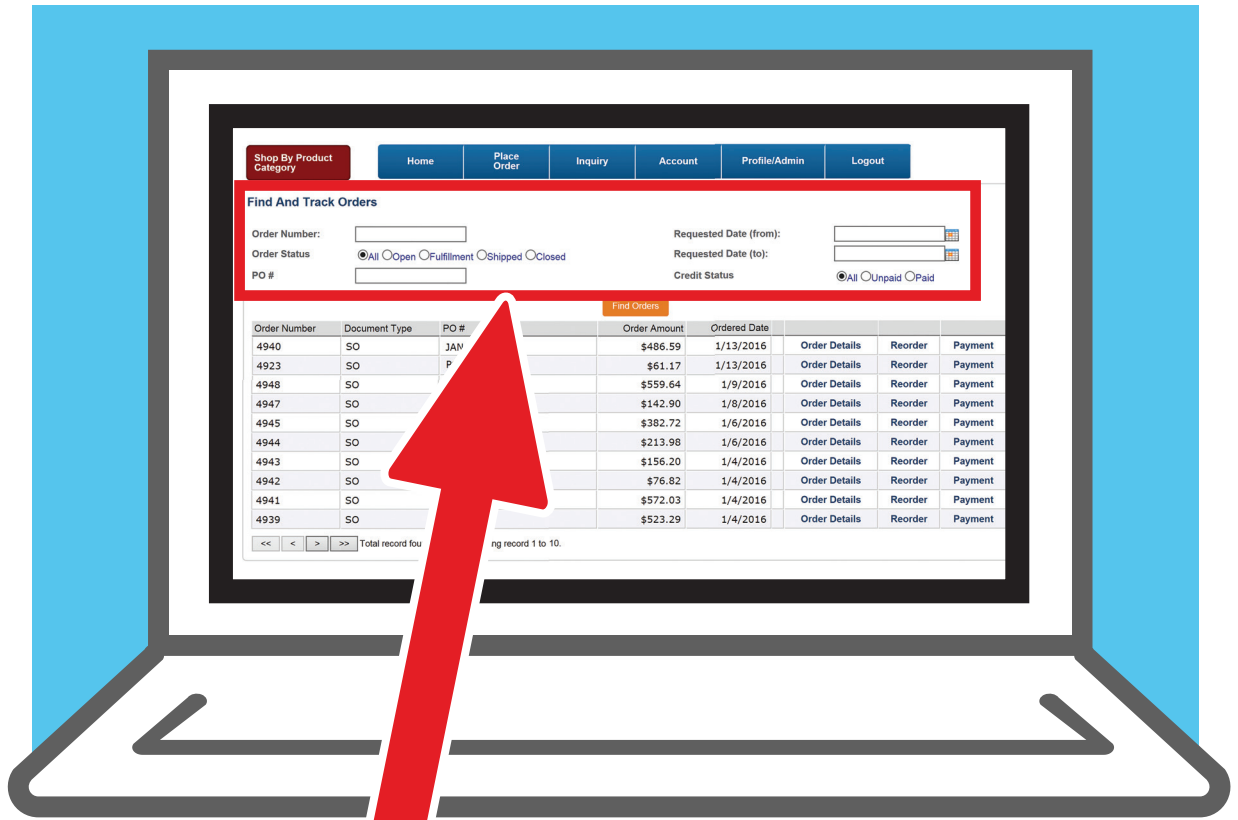 Shop By Product
Category
Home
Place
Order
Inquiry
Account
Profile/Admin
Logout
Find And Track Orders
Order Number:
Requested Date (from):
Order Status
All Open Fulfillment Shipped Closed
Requested Date (to):
PO #
Credit Status
All Unpaid Paid
Find Orders
Order Number Document Type PO # Order Amount Ordered Date
4940 SO JAN $486.59 1/13/2016 Order Details Reorder Payment
4923 SO $61.17 1/13/2016 Order Details Reorder Payment
4948 SO $559.64 1/9/2016 Order Details Reorder Payment
4947 SO $142.90 1/8/2016 Order Details Reorder Payment
4945 SO $382.72 1/6/2016 Order Details Reorder Payment
4944 SO $213.98 1/6/2016 Order Details Reorder Payment
4943 SO $156.20 1/4/2016 Order Details Reorder Payment
4942 SO $76.82 1/4/2016 Order Details Reorder Payment
4941 SO $572.03 1/4/2016 Order Details Reorder Payment
4939 SO $523.29 1/4/2016 Order Details Reorder Payment
<< < > >> Total record fou ng record 1 to 10.